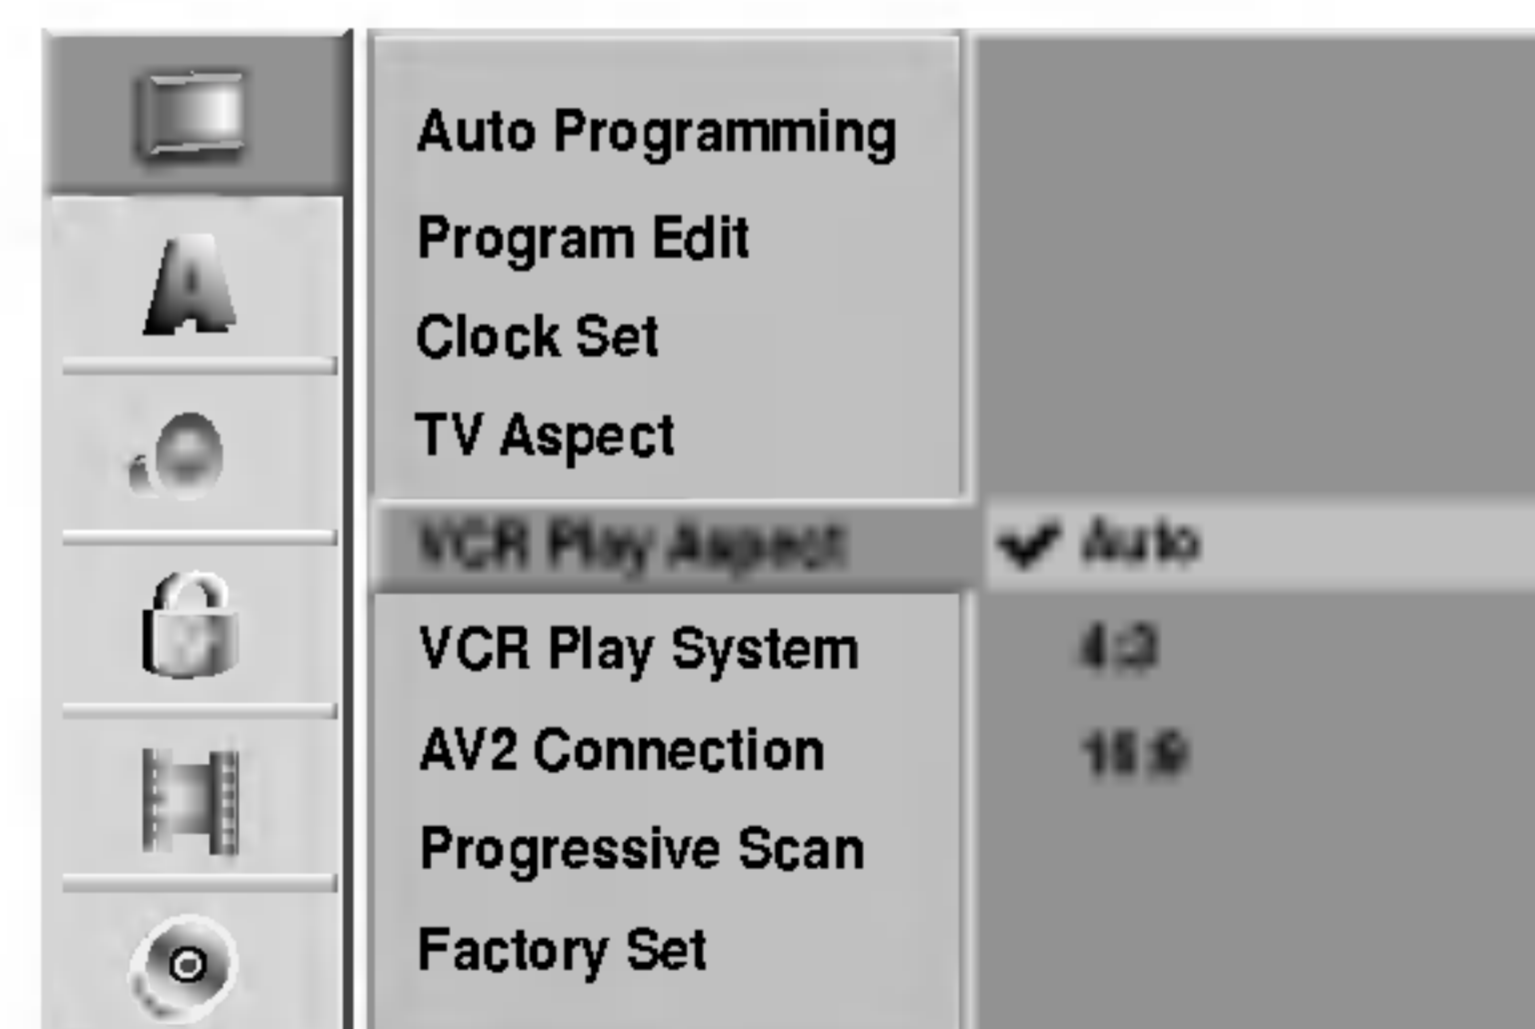 Auto Programming
Program Edit
Clock Set
TV Aspect
VCR Play Aspect
Auto
4:3
16:9
VCR Play System
AV2 Connection
Progressive Scan
Factory Set